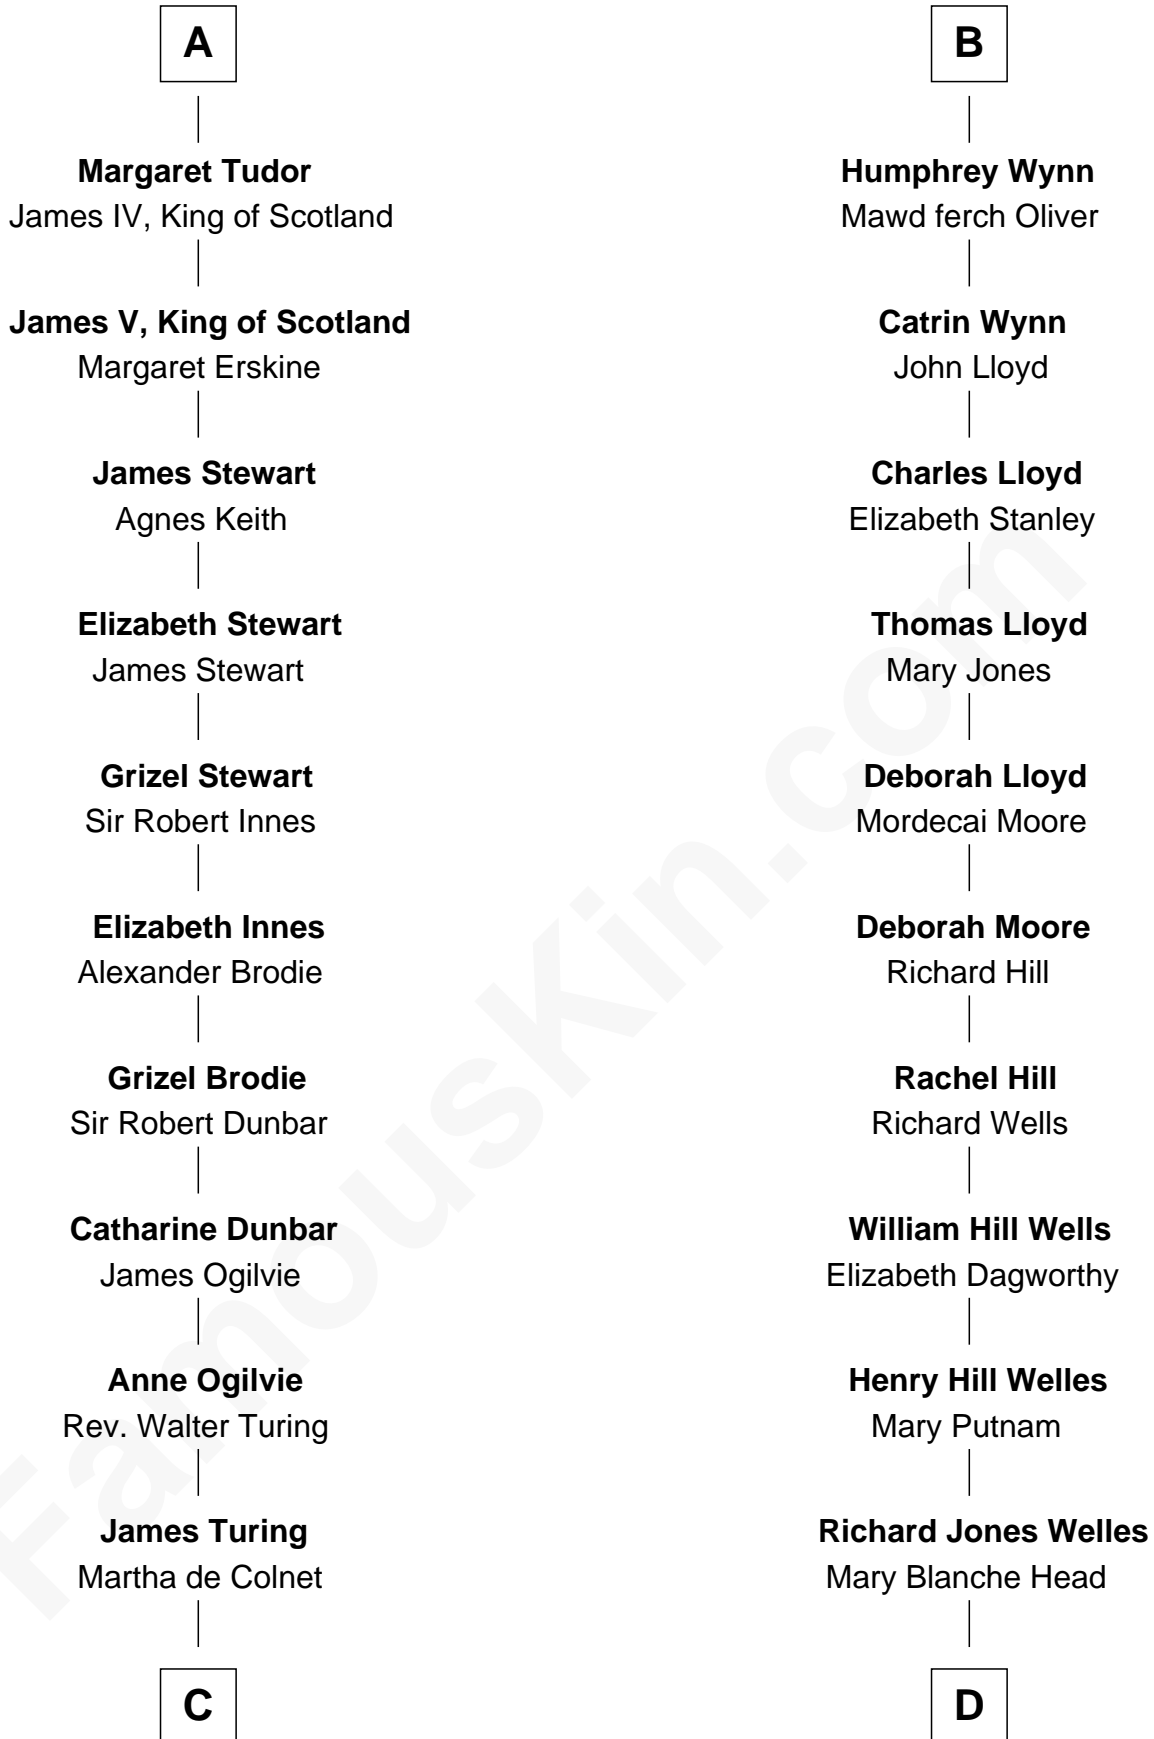 A
Margaret Tudor
James IV, King of Scotland
James V, King of Scotland
Margaret Erskine
James Stewart
Agnes Keith
Elizabeth Stewart
James Stewart
Grizel Stewart
Sir Robert Innes
Elizabeth Innes
Alexander Brodie
Grizel Brodie
Sir Robert Dunbar
Catharine Dunbar
James Ogilvie
Anne Ogilvie
Rev. Walter Turing
James Turing
Martha de Colnet
C
B
Humphrey Wynn
Mawd ferch Oliver
Catrin Wynn
John Lloyd
Charles Lloyd
Elizabeth Stanley
Thomas Lloyd
Mary Jones
Deborah Lloyd
Mordecai Moore
Deborah Moore
Richard Hill
Rachel Hill
Richard Wells
William Hill Wells
Elizabeth Dagworthy
Henry Hill Welles
Mary Putnam
Richard Jones Welles
Mary Blanche Head
D
FamousKin.com